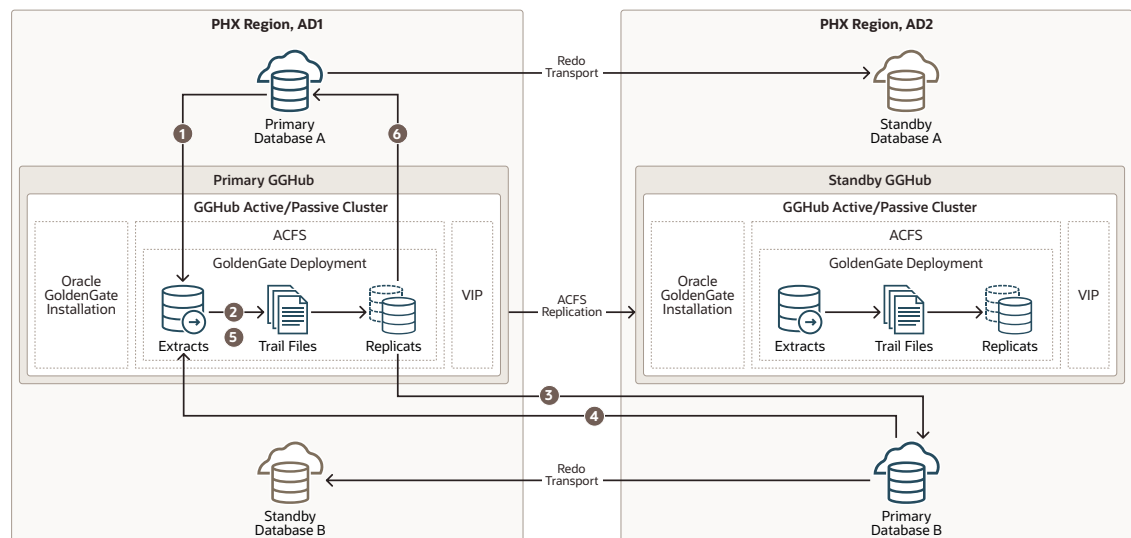 PHX Region, AD1
PHX Region, AD2
Redo
Transport
Primary
Database A
Standby
Database A
1
6
Primary GGHub
GGHub Active/Passive Cluster
ACFS
GoldenGate Deployment
Oracle
GoldenGate
Installation
Extracts
2
5
Trail Files
Replicats
VIP
ACFS
Replication
Standby GGHub
GGHub Active/Passive Cluster
ACFS
GoldenGate Deployment
Oracle
GoldenGate
Installation
Extracts
Trail Files
Replicats
VIP
3
4
Redo
Transport
Standby
Database B
Primary
Database B